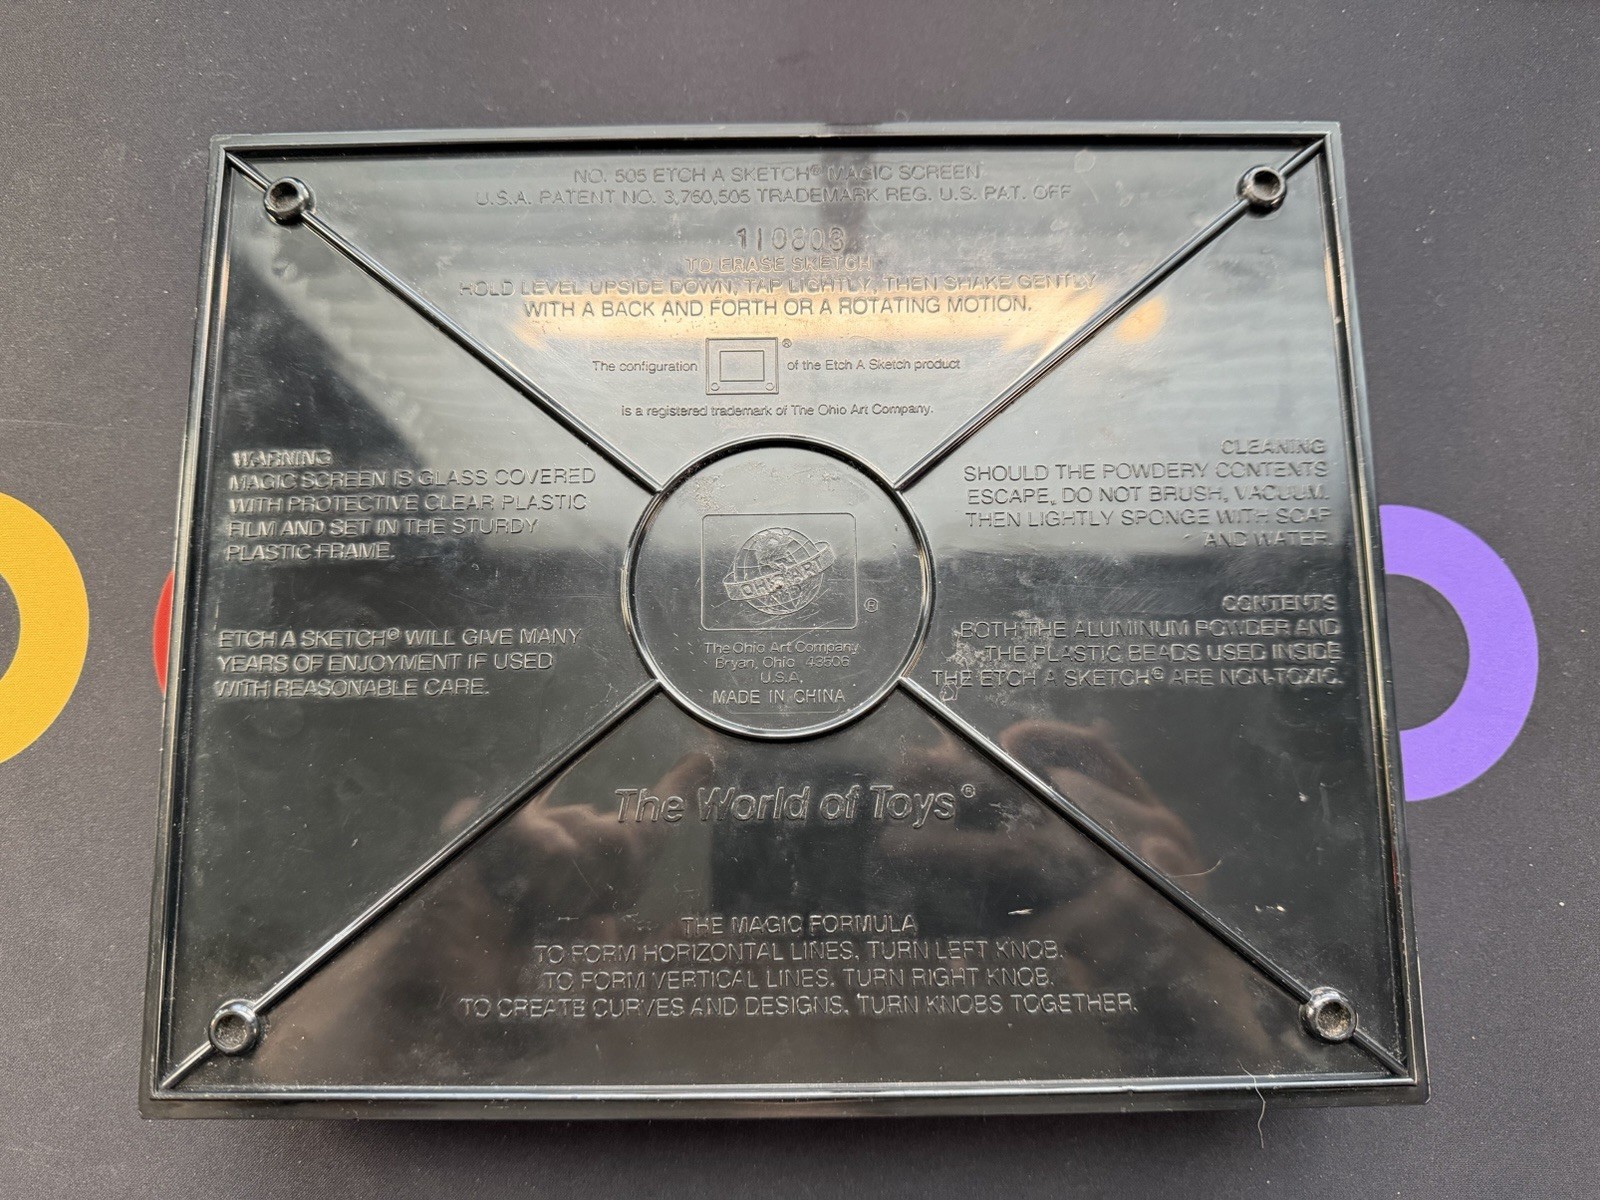 NO. 505 ETCH A SKETCH® MAGIC SCREEN
U.S.A. PATENT NO. 3,760,505 TRADEMARK REG. U.S. PAT. OFF
110803
TO ERASE SKETCH
HOLD LEVEL UPSIDE DOWN, TAP LIGHTLY, THEN SHAKE GENTLY
WITH A BACK AND FORTH OR A ROTATING MOTION.
The configuration ® of the Etch A Sketch product
is a registered trademark of The Ohio Art Company.
WARNING
MAGIC SCREEN IS GLASS COVERED
WITH PROTECTIVE CLEAR PLASTIC
FILM AND SET IN THE STURDY
PLASTIC FRAME.
ETCH A SKETCH® WILL GIVE MANY
YEARS OF ENJOYMENT IF USED
WITH REASONABLE CARE.
OHIO ART
®
The Ohio Art Company
Bryan, Ohio 43506
U.S.A.
MADE IN CHINA
CLEANING
SHOULD THE POWDERY CONTENTS
ESCAPE, DO NOT BRUSH, VACUUM.
THEN LIGHTLY SPONGE WITH SOAP
AND WATER.
CONTENTS
BOTH THE ALUMINUM POWDER AND
THE PLASTIC BEADS USED INSIDE
THE ETCH A SKETCH® ARE NON-TOXIC.
The World of Toys®
THE MAGIC FORMULA
TO FORM HORIZONTAL LINES, TURN LEFT KNOB.
TO FORM VERTICAL LINES, TURN RIGHT KNOB.
TO CREATE CURVES AND DESIGNS, TURN KNOBS TOGETHER.